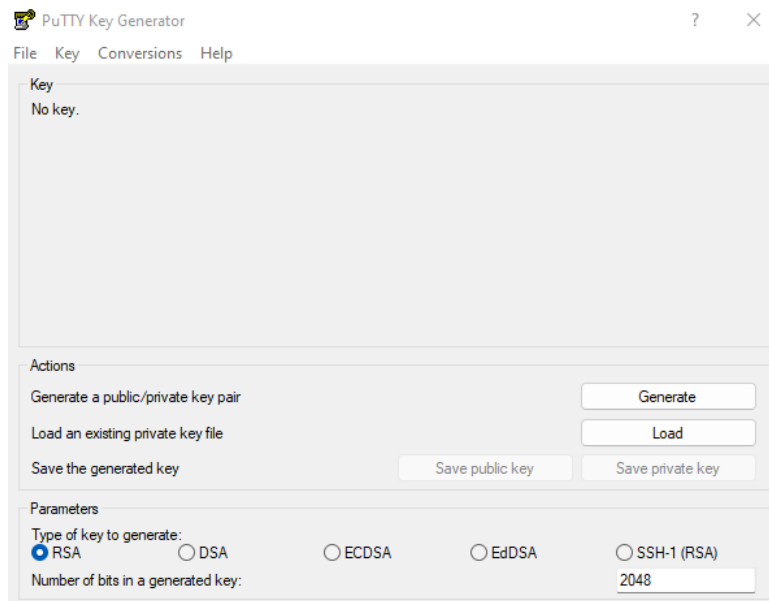 PuTTY Key Generator ?
File Key Conversions Help
Key
No key.
Actions
Generate a public/private key pair Generate
Load an existing private key file Load
Save the generated key Save public key Save private key
Parameters
Type of key to generate:
RSA DSA ECDSA EdDSA SSH-1 (RSA)
Number of bits in a generated key: 2048